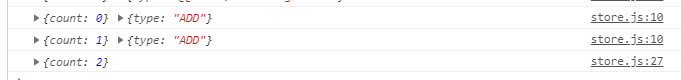 ▶{count: 0} ▶{type: "ADD"} store.js:10
▶{count: 1} ▶{type: "ADD"} store.js:10
▶{count: 2} store.js:27